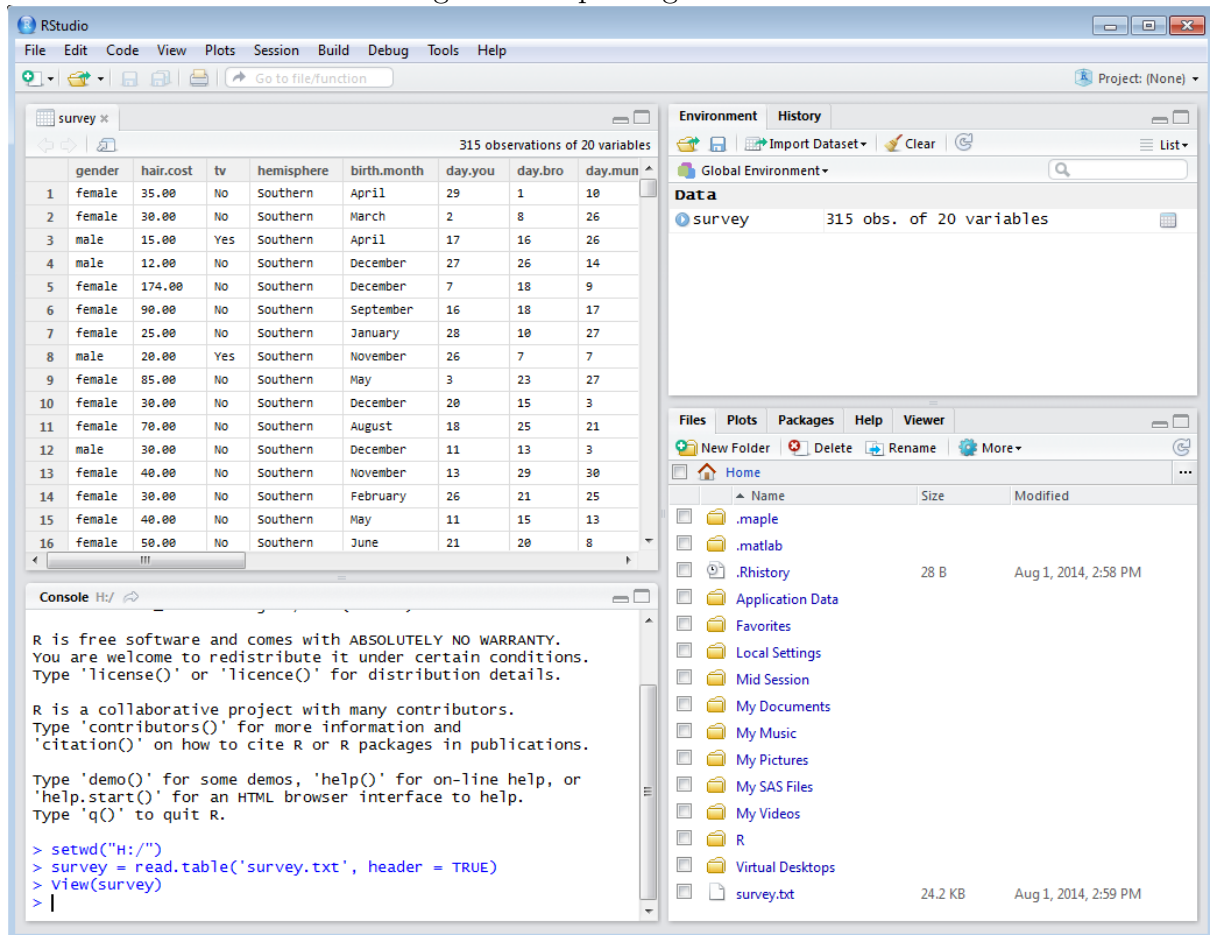 RStudio
File Edit Code View Plots Session Build Debug Tools Help
Go to file/function
Project: (None)
survey
315 observations of 20 variables
gender hair.cost tv hemisphere birth.month day.you day.bro day.mun
1 female 35.00 No Southern April 29 1 10
2 female 30.00 No Southern March 2 8 26
3 male 15.00 Yes Southern April 17 16 26
4 male 12.00 No Southern December 27 26 14
5 female 174.00 No Southern December 7 18 9
6 female 90.00 No Southern September 16 18 17
7 female 25.00 No Southern January 28 10 27
8 male 20.00 Yes Southern November 26 7 7
9 female 85.00 No Southern May 3 23 27
10 female 30.00 No Southern December 20 15 3
11 female 70.00 No Southern August 18 25 21
12 male 30.00 No Southern December 11 13 3
13 female 40.00 No Southern November 13 29 30
14 female 30.00 No Southern February 26 21 25
15 female 40.00 No Southern May 11 15 13
16 female 50.00 No Southern June 21 20 8
Console H:/
R is free software and comes with ABSOLUTELY NO WARRANTY.
You are welcome to redistribute it under certain conditions.
Type 'license()' or 'licence()' for distribution details.
R is a collaborative project with many contributors.
Type 'contributors()' for more information and
'citation()' on how to cite R or R packages in publications.
Type 'demo()' for some demos, 'help()' for on-line help, or
'help.start()' for an HTML browser interface to help.
Type 'q()' to quit R.
> setwd("H:/")
> survey = read.table('survey.txt', header = TRUE)
> View(survey)
>
Environment History
Import Dataset Clear List
Global Environment
Data
survey 315 obs. of 20 variables
Files Plots Packages Help Viewer
New Folder Delete Rename More
Home ...
Name Size Modified
.maple
.matlab
.Rhistory 28 B Aug 1, 2014, 2:58 PM
Application Data
Favorites
Local Settings
Mid Session
My Documents
My Music
My Pictures
My SAS Files
My Videos
R
Virtual Desktops
survey.txt 24.2 KB Aug 1, 2014, 2:59 PM